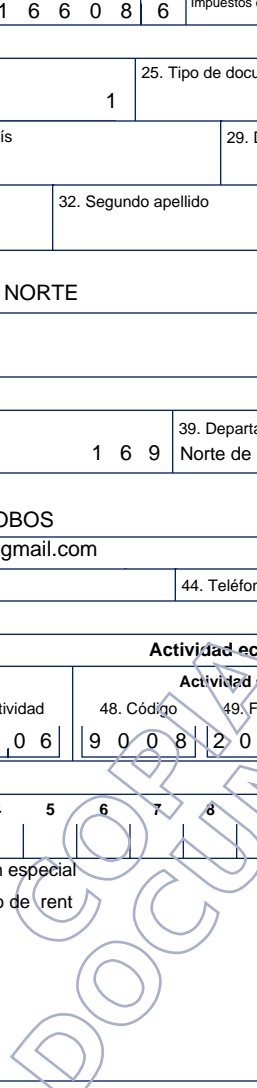 1 6 6 0 8 6 Impuestos
25. Tipo de docu
1
ís 29. D
32. Segundo apellido
NORTE
39. Departa
1 6 9 Norte de
OBOS
gmail.com
44. Teléfon
Actividad ec
Actividad
tividad 48. Código 49. F
0 6 9 0 0 8 2 0
5 6 7 8
n especial
o de rent
COPIA
DOCUM